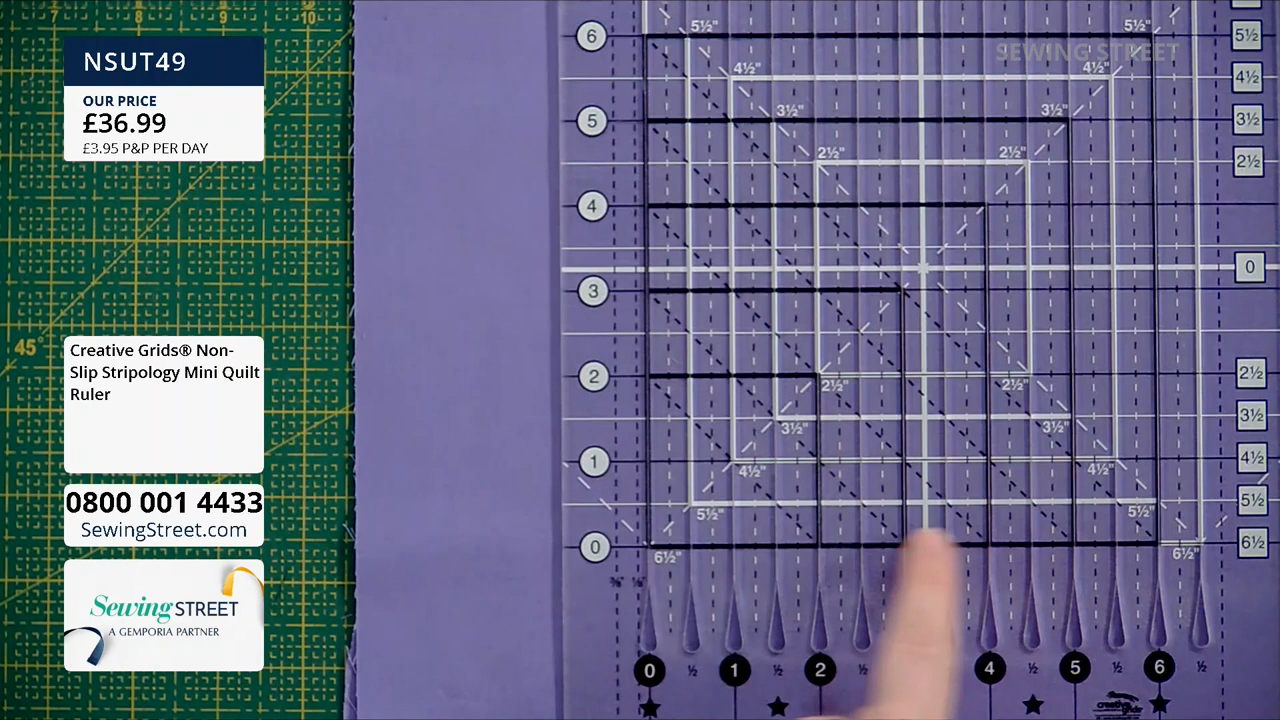 NSUT49
OUR PRICE
£36.99
£3.95 P&P PER DAY
Creative Grids® Non-
Slip Stripology Mini Quilt
Ruler
0800 001 4433
SewingStreet.com
Sewing STREET
A GEMPORIA PARTNER
SEWING STREET
7 8 9 10
45°
6 5½" 5½" 5½
4½" 4½" 4½
5 3½" 3½" 3½
2½" 2½" 2½
4
0
3
2 2½" 2½" 2½
3½" 3½" 3½
1 4½" 4½" 4½
5½" 5½" 5½
0 6½" 6½" 6½
0 ½ 1 ½ 2 ½ 4 ½ 5 ½ 6 ½